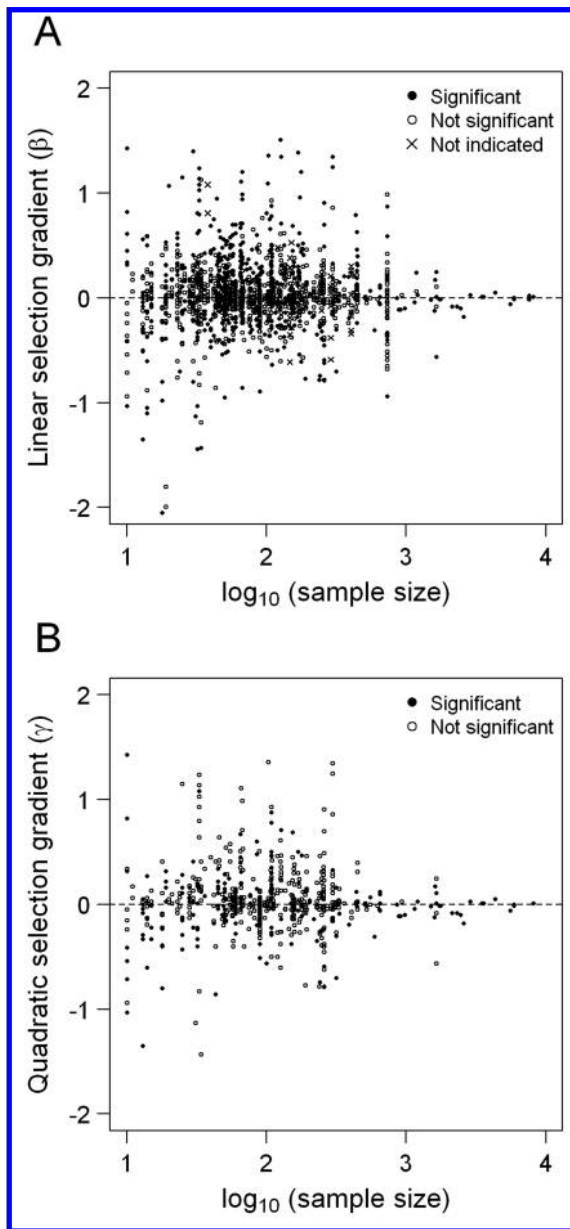 A
Linear selection gradient (β)
2
1
0
-1
-2
Significant
Not significant
Not indicated
1 2 3 4
log₁₀ (sample size)
B
Quadratic selection gradient (γ)
2
1
0
-1
-2
Significant
Not significant
1 2 3 4
log₁₀ (sample size)